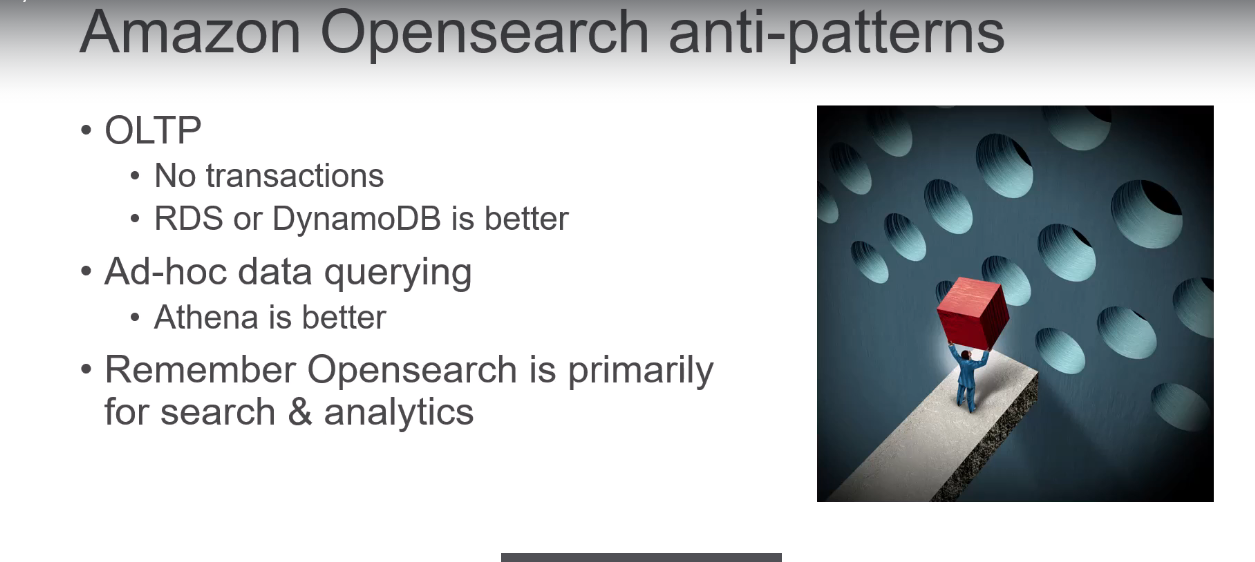 Amazon Opensearch anti-patterns
• OLTP
• No transactions
• RDS or DynamoDB is better
• Ad-hoc data querying
• Athena is better
• Remember Opensearch is primarily
for search & analytics